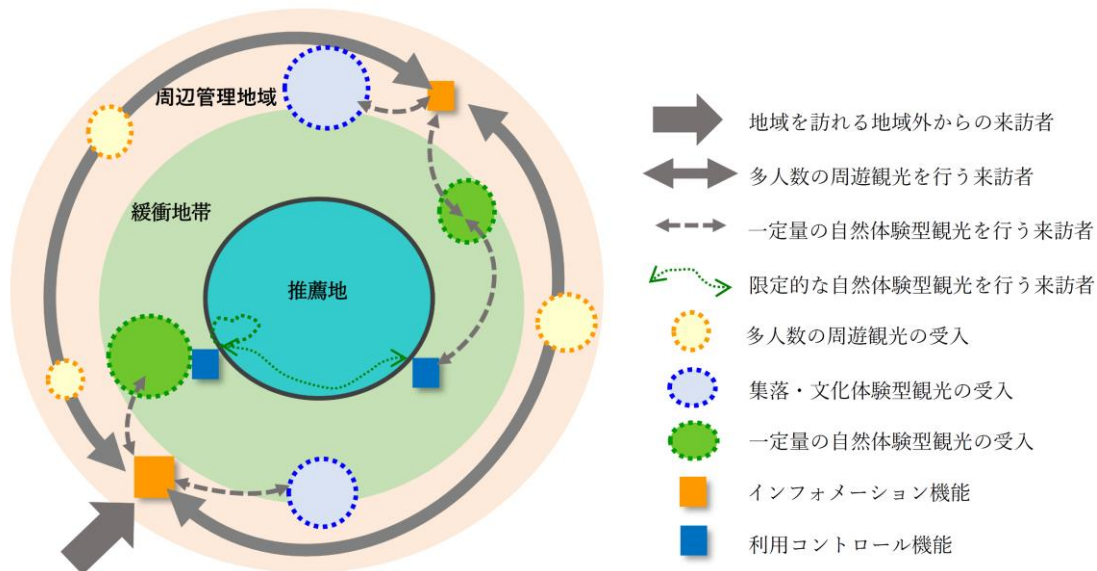 周辺管理地域
緩衝地帯
推薦地
地域を訪れる地域外からの来訪者
多人数の周遊観光を行う来訪者
一定量の自然体験型観光を行う来訪者
限定的な自然体験型観光を行う来訪者
多人数の周遊観光の受入
集落・文化体験型観光の受入
一定量の自然体験型観光の受入
インフォメーション機能
利用コントロール機能